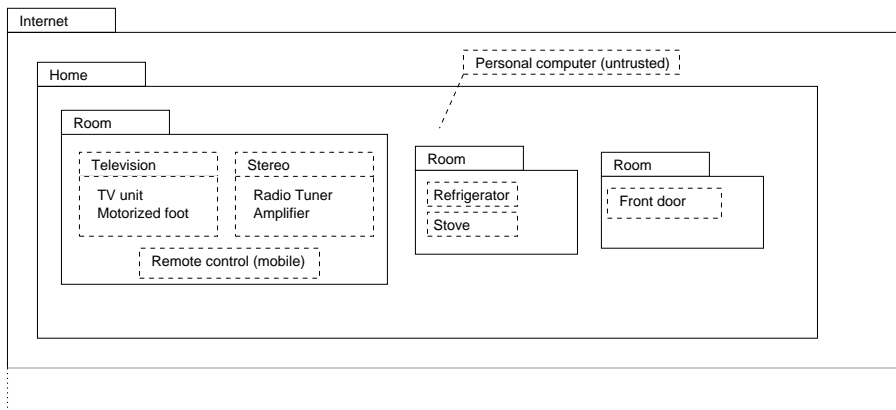 Internet
Personal computer (untrusted)
Home
Room
Television
TV unit
Motorized foot
Stereo
Radio Tuner
Amplifier
Remote control (mobile)
Room
Refrigerator
Stove
Room
Front door